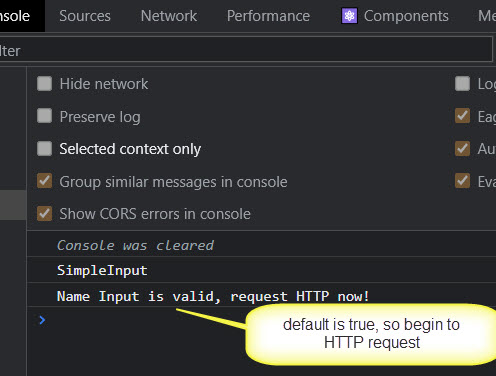 nsole Sources Network Performance Components Me
lter
Hide network Log
Preserve log Eag
Selected context only Au
Group similar messages in console Eva
Show CORS errors in console
Console was cleared
SimpleInput
Name Input is valid, request HTTP now!
default is true, so begin to
HTTP request